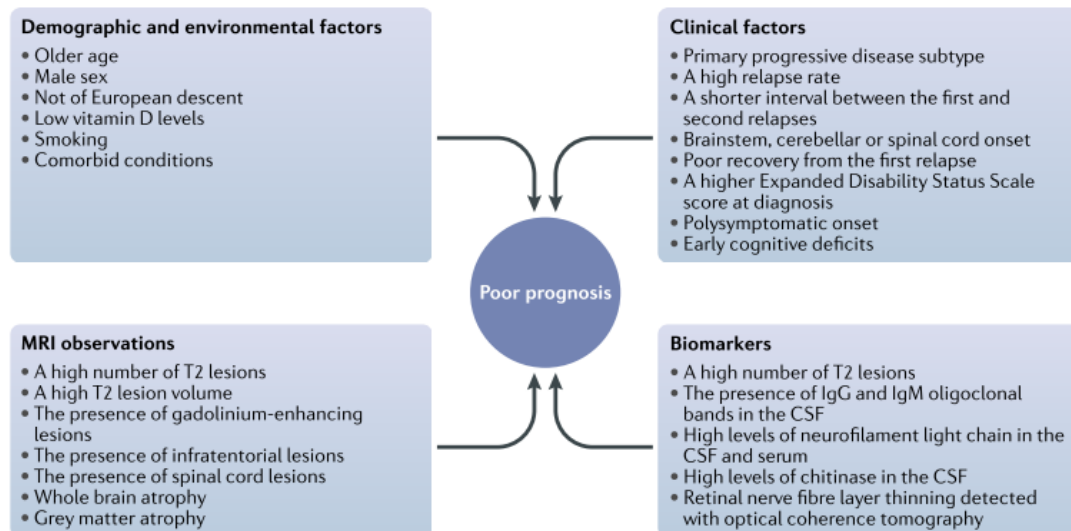 Demographic and environmental factors
• Older age
• Male sex
• Not of European descent
• Low vitamin D levels
• Smoking
• Comorbid conditions
Clinical factors
• Primary progressive disease subtype
• A high relapse rate
• A shorter interval between the first and
second relapses
• Brainstem, cerebellar or spinal cord onset
• Poor recovery from the first relapse
• A higher Expanded Disability Status Scale
score at diagnosis
• Polysymptomatic onset
• Early cognitive deficits
Poor prognosis
MRI observations
• A high number of T2 lesions
• A high T2 lesion volume
• The presence of gadolinium-enhancing
lesions
• The presence of infratentorial lesions
• The presence of spinal cord lesions
• Whole brain atrophy
• Grey matter atrophy
Biomarkers
• A high number of T2 lesions
• The presence of IgG and IgM oligoclonal
bands in the CSF
• High levels of neurofilament light chain in the
CSF and serum
• High levels of chitinase in the CSF
• Retinal nerve fibre layer thinning detected
with optical coherence tomography